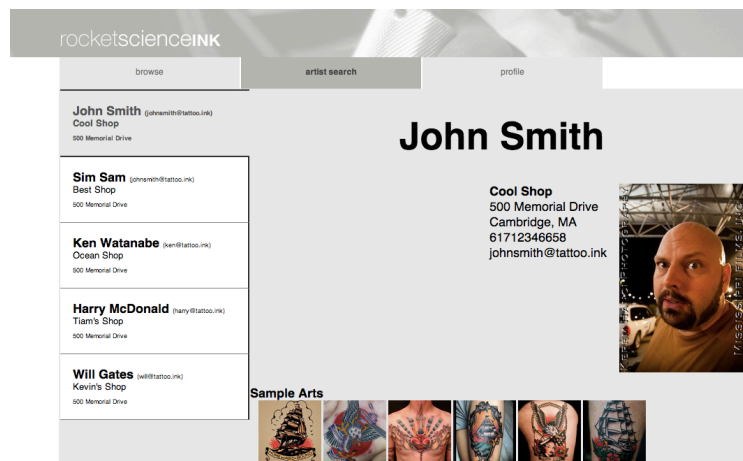 rocketscienceINK
browse
artist search
profile
John Smith (johnsmith@tattoo.ink)
Cool Shop
500 Memorial Drive
Sim Sam (johnsmith@tattoo.ink)
Best Shop
500 Memorial Drive
Ken Watanabe (ken@tattoo.ink)
Ocean Shop
500 Memorial Drive
Harry McDonald (harry@tattoo.ink)
Tiam's Shop
500 Memorial Drive
Will Gates (will@tattoo.ink)
Kevin's Shop
500 Memorial Drive
John Smith
Cool Shop
500 Memorial Drive
Cambridge, MA
61712346658
johnsmith@tattoo.ink
MISSISSIPPI FILMS, INC
Sample Arts